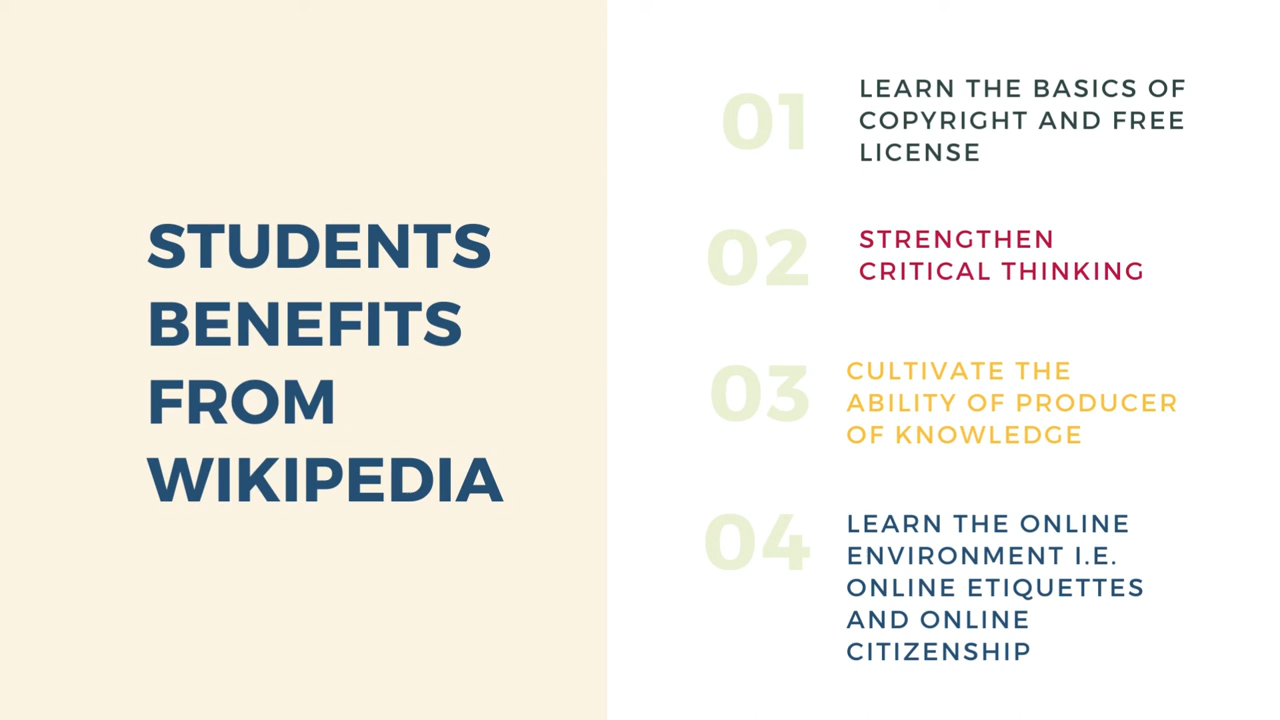 STUDENTS
BENEFITS
FROM
WIKIPEDIA
01
LEARN THE BASICS OF
COPYRIGHT AND FREE
LICENSE
02
STRENGTHEN
CRITICAL THINKING
03
CULTIVATE THE
ABILITY OF PRODUCER
OF KNOWLEDGE
04
LEARN THE ONLINE
ENVIRONMENT I.E.
ONLINE ETIQUETTES
AND ONLINE
CITIZENSHIP